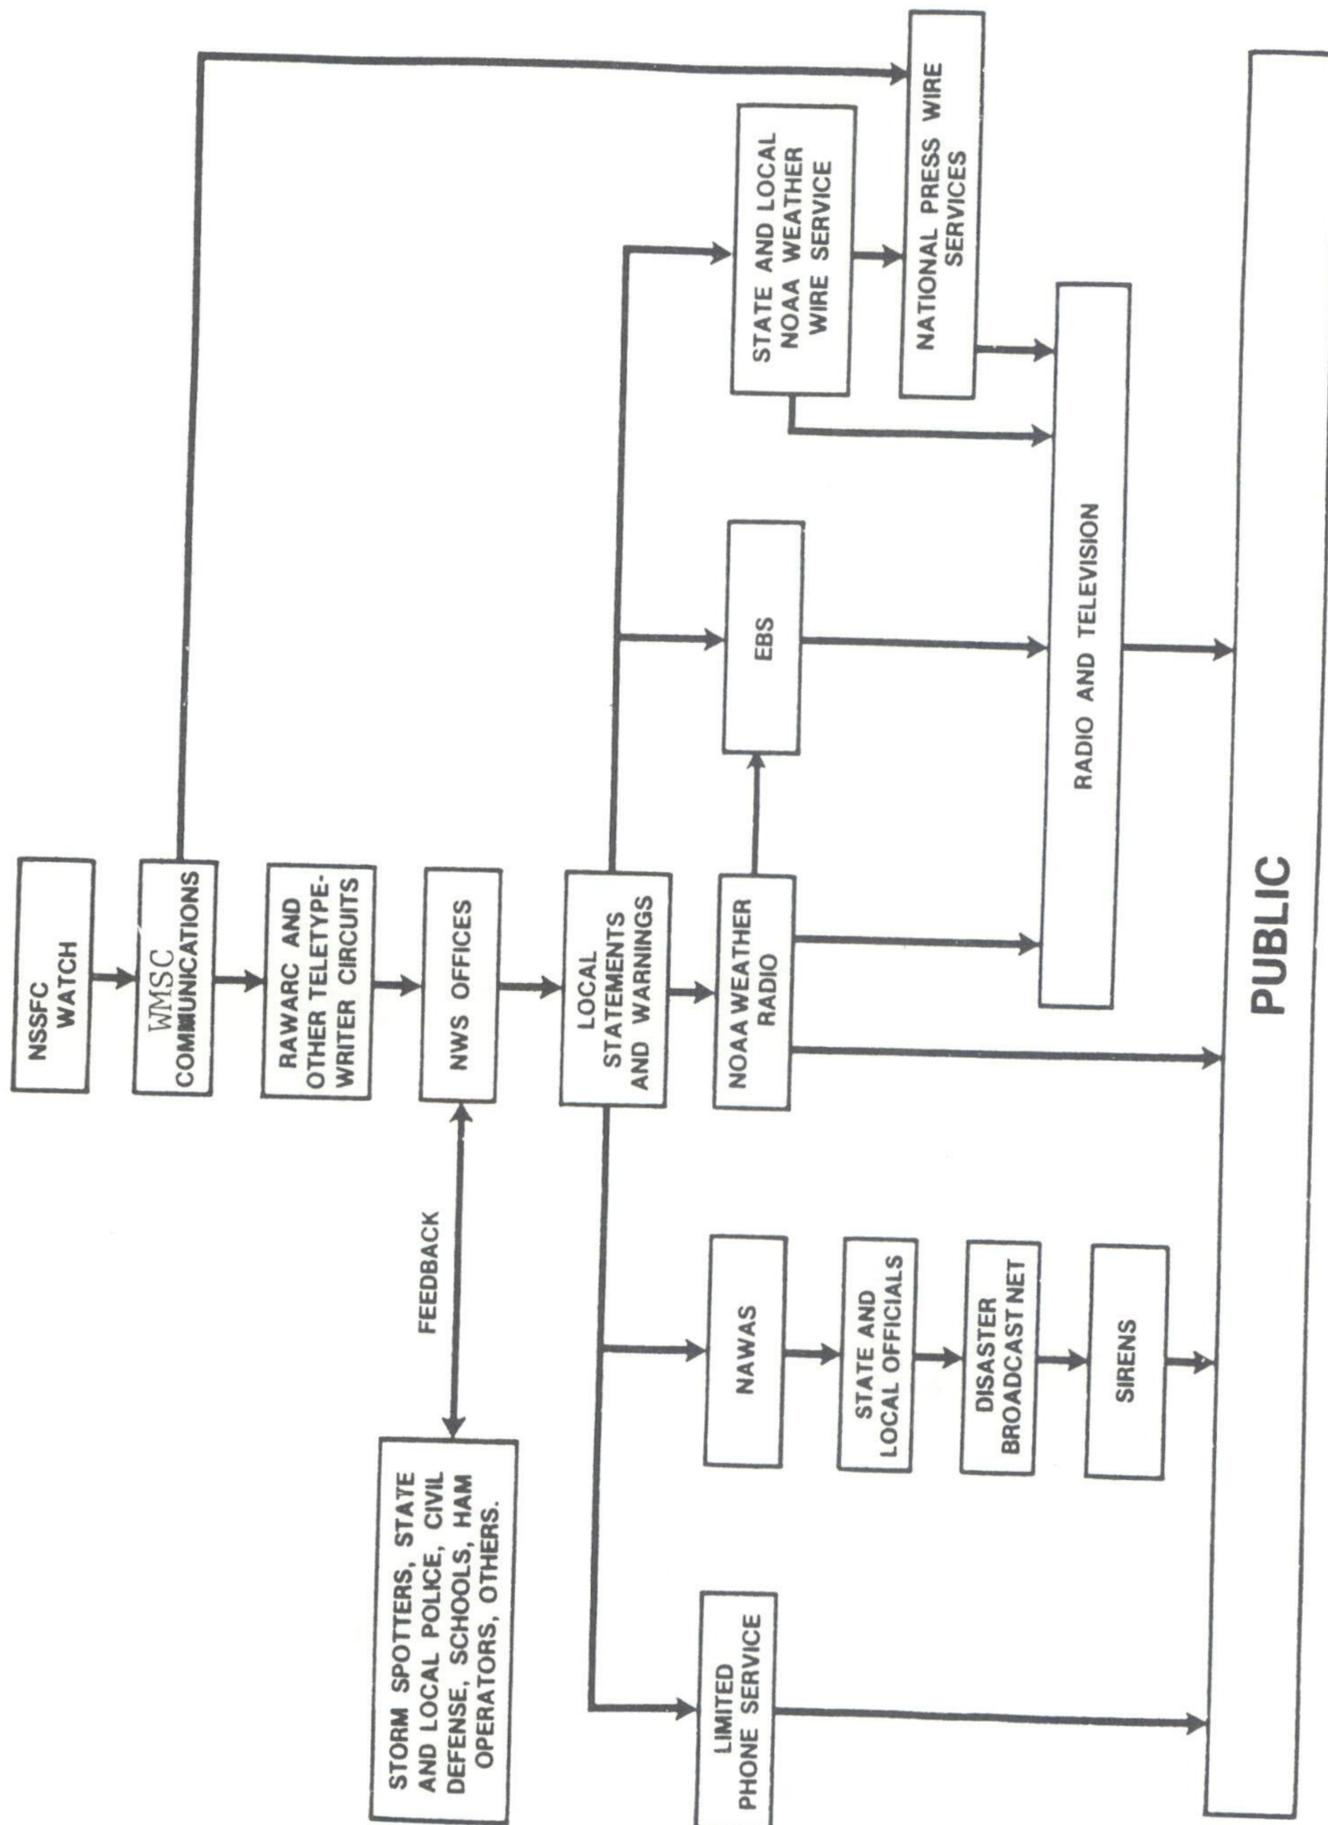 NSSFC
WATCH
WMSC
COMMUNICATIONS
RAWARC AND
OTHER TELETYPE-
WRITER CIRCUITS
NWS OFFICES
FEEDBACK
STORM SPOTTERS, STATE
AND LOCAL POLICE, CIVIL
DEFENSE, SCHOOLS, HAM
OPERATORS, OTHERS.
LOCAL
STATEMENTS
AND WARNINGS
LIMITED
PHONE SERVICE
NAWAS
STATE AND
LOCAL OFFICIALS
DISASTER
BROADCAST NET
SIRENS
NOAA WEATHER
RADIO
EBS
STATE AND LOCAL
NOAA WEATHER
WIRE SERVICE
NATIONAL PRESS WIRE
SERVICES
RADIO AND TELEVISION
PUBLIC